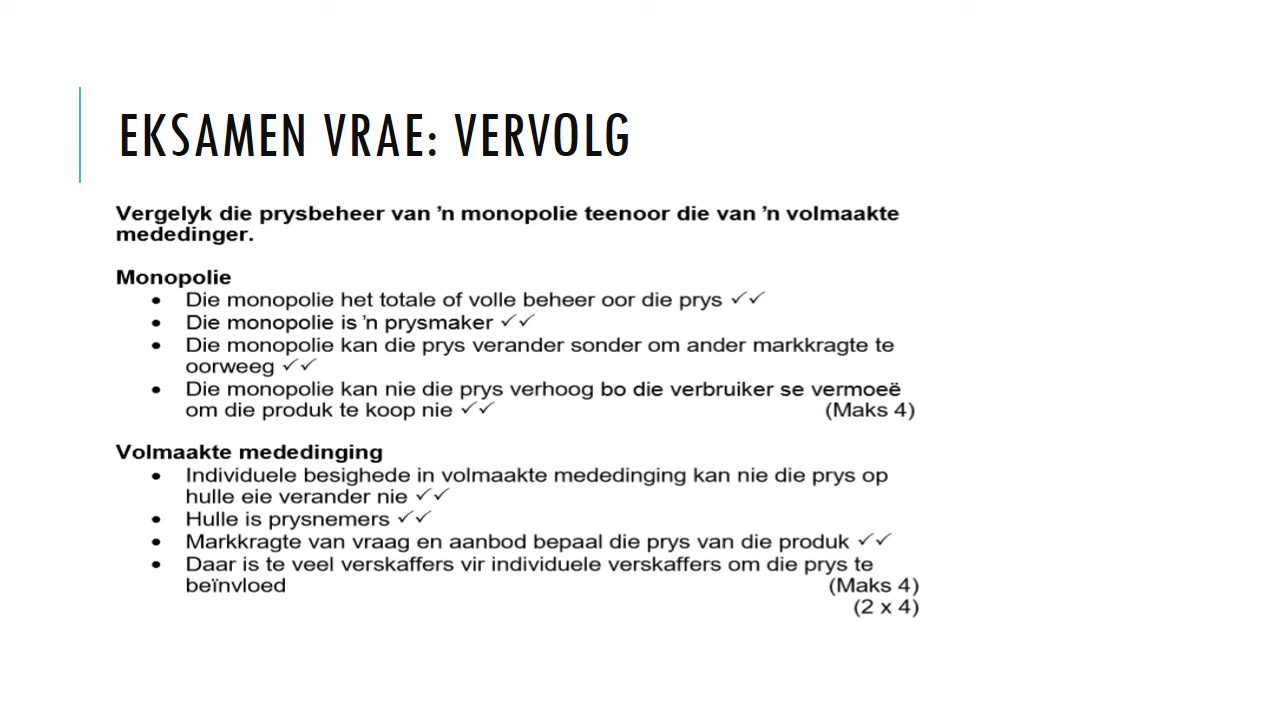 EKSAMEN VRAE: VERVOLG
Vergelyk die prysbeheer van ’n monopolie teenoor die van ’n volmaakte
mededinger.
Monopolie
• Die monopolie het totale of volle beheer oor die prys ✓✓
• Die monopolie is ’n prysmaker ✓✓
• Die monopolie kan die prys verander sonder om ander markkragte te
oorweeg ✓✓
• Die monopolie kan nie die prys verhoog bo die verbruiker se vermoeë
om die produk te koop nie ✓✓ (Maks 4)
Volmaakte mededinging
• Individuele besighede in volmaakte mededinging kan nie die prys op
hulle eie verander nie ✓✓
• Hulle is prysnemers ✓✓
• Markkragte van vraag en aanbod bepaal die prys van die produk ✓✓
• Daar is te veel verskaffers vir individuele verskaffers om die prys te
beïnvloed (Maks 4)
(2 x 4)